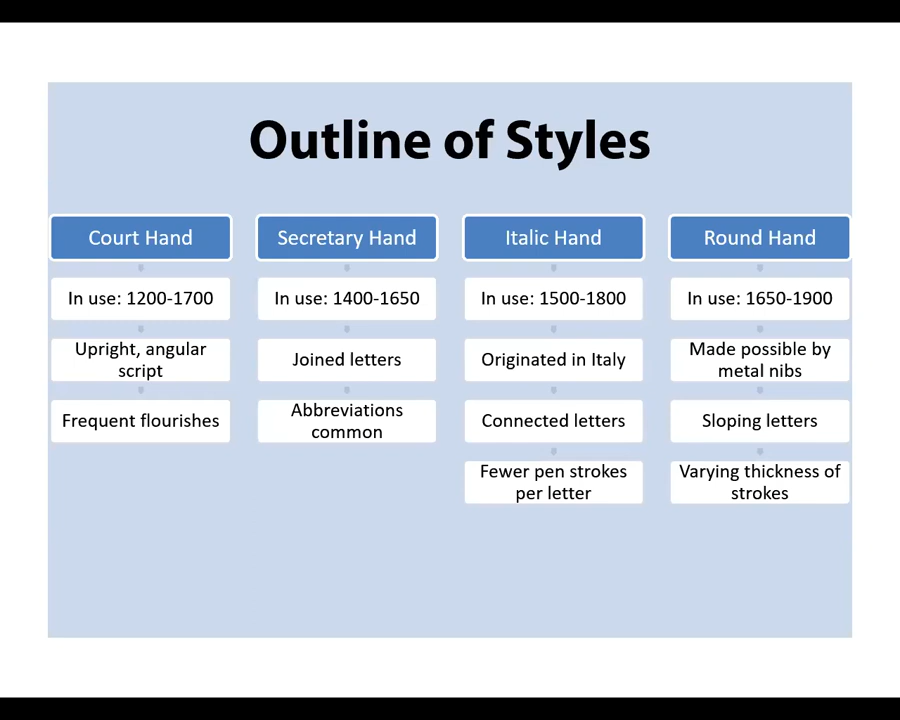 Outline of Styles
Court Hand
In use: 1200-1700
Upright, angular
script
Frequent flourishes
Secretary Hand
In use: 1400-1650
Joined letters
Abbreviations
common
Italic Hand
In use: 1500-1800
Originated in Italy
Connected letters
Fewer pen strokes
per letter
Round Hand
In use: 1650-1900
Made possible by
metal nibs
Sloping letters
Varying thickness of
strokes